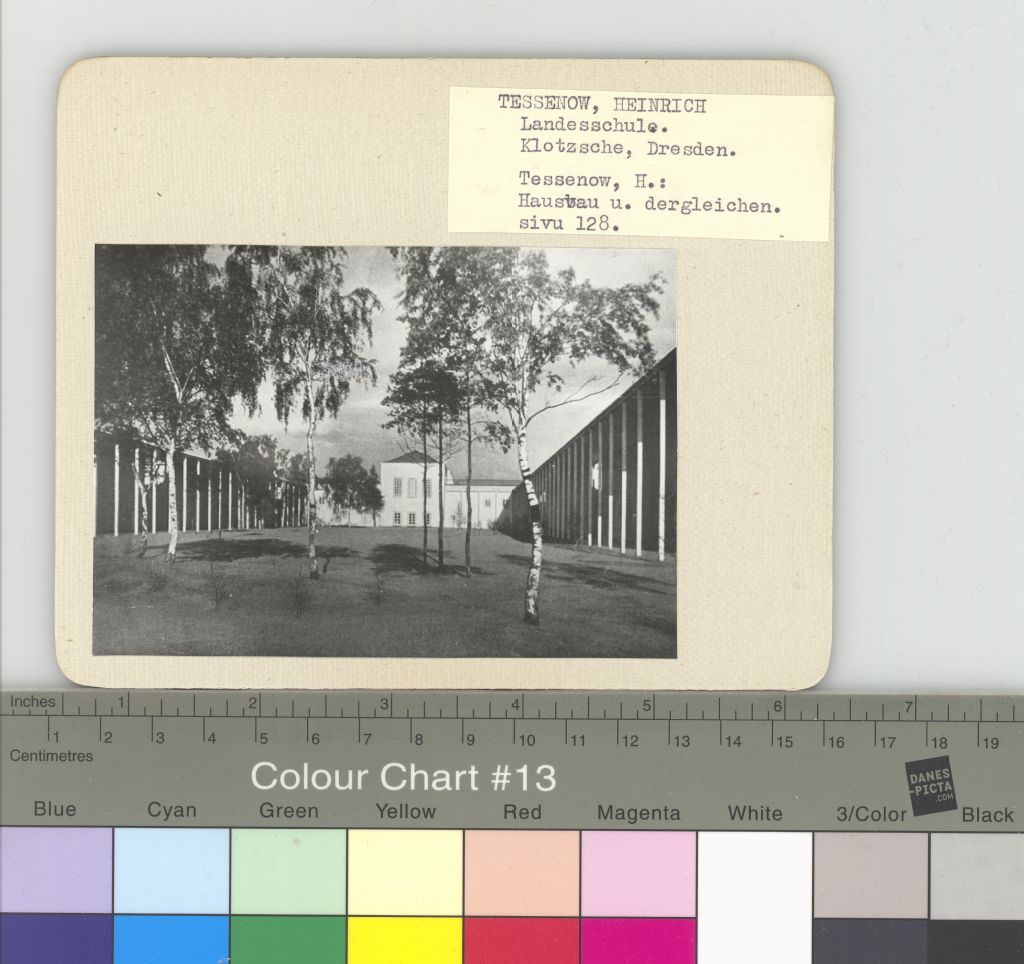 TESSENOW, HEINRICH
Landesschule.
Klotzsche, Dresden.
Tessenow, H.:
Hausbau u. dergleichen.
sivu 128.
Inches 1 2 3 4 5 6 7
1 2 3 4 5 6 7 8 9 10 11 12 13 14 15 16 17 18 19
Centimetres
Colour Chart #13
DANES
-PICTA
.COM
Blue Cyan Green Yellow Red Magenta White 3/Color Black